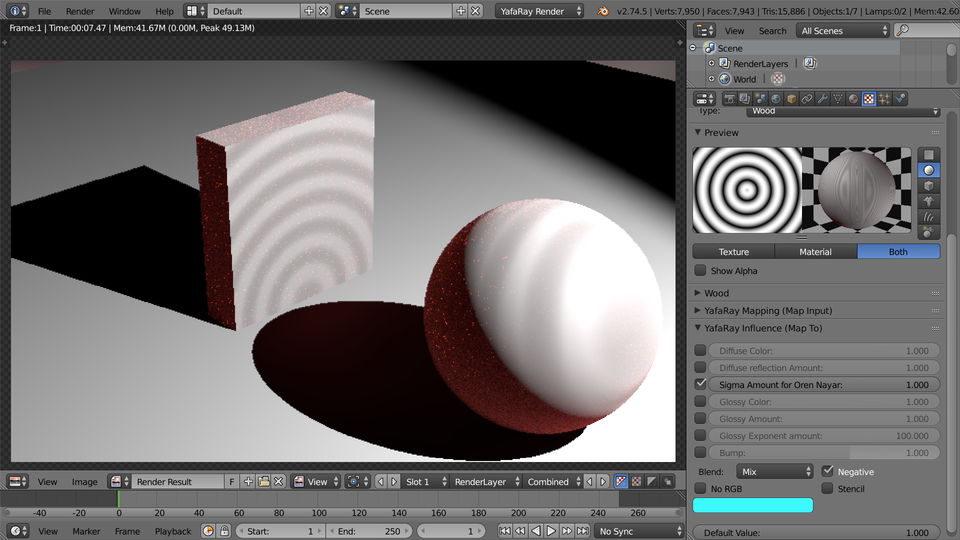 File Render Window Help Default Scene YafaRay Render v2.74.5 | Verts:7,950 | Faces:7,943 | Tris:15,886 | Objects:1/7 | Lamps:0/2 | Mem:42.60
Frame:1 | Time:00:07.47 | Mem:41.67M (0.00M, Peak 49.13M)
View Search All Scenes
Scene
RenderLayers
World
Type: Wood
Preview
Texture Material Both
Show Alpha
Wood
YafaRay Mapping (Map Input)
YafaRay Influence (Map To)
Diffuse Color: 1.000
Diffuse reflection Amount: 1.000
Sigma Amount for Oren Nayar: 1.000
Glossy Color: 1.000
Glossy Amount: 1.000
Glossy Exponent amount: 100.000
Bump: 1.000
Blend: Mix Negative
No RGB Stencil
Default Value: 1.000
View Image Render Result F View Slot 1 RenderLayer Combined
-40 -20 0 20 40 60 80 100 120 140 160 180 200 220 240 260
View Marker Frame Playback Start: 1 End: 250 1 No Sync